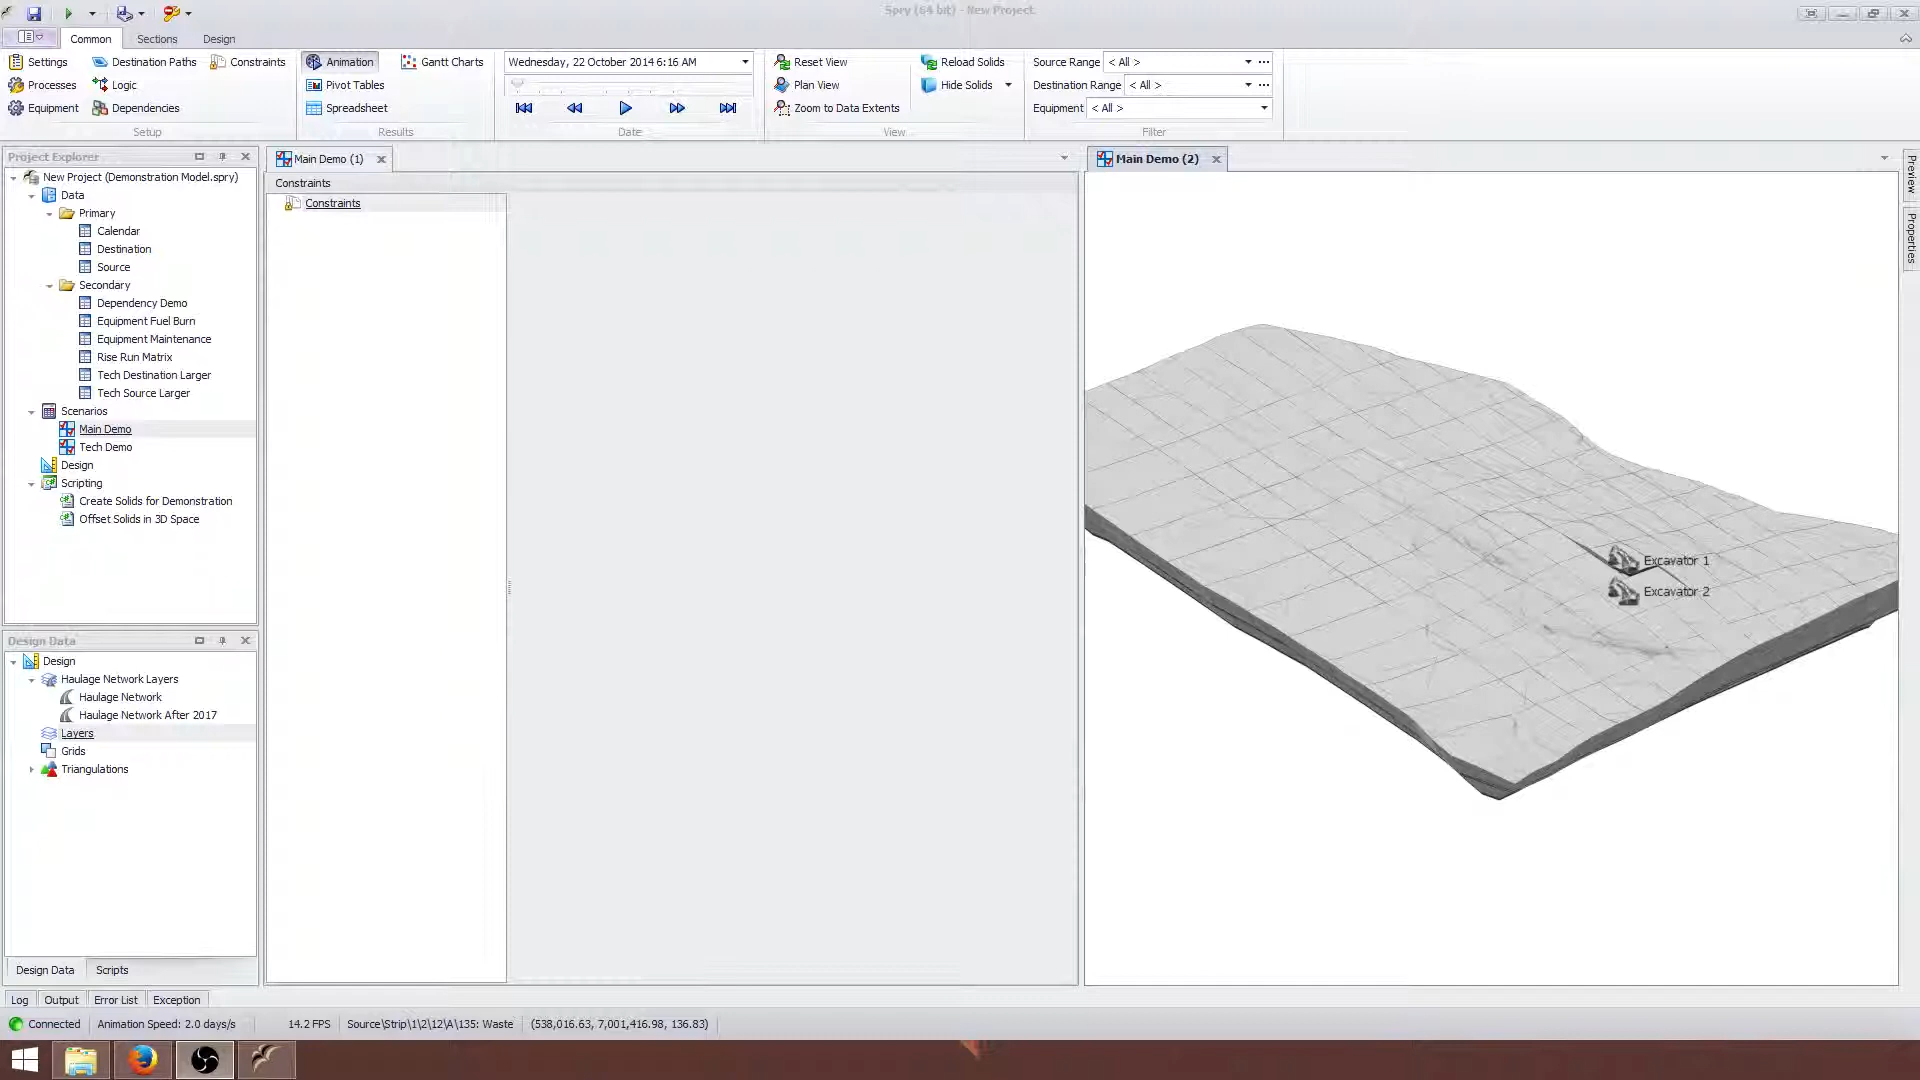 Spry (64 bit) - New Project
Common
Sections
Design
Settings
Destination Paths
Constraints
Processes
Logic
Equipment
Dependencies
Setup
Animation
Gantt Charts
Pivot Tables
Spreadsheet
Results
Wednesday, 22 October 2014 6:16 AM
Date
Reset View
Reload Solids
Plan View
Hide Solids
Zoom to Data Extents
View
Source Range < All >
Destination Range < All >
Equipment < All >
Filter
Project Explorer
New Project (Demonstration Model.spry)
Data
Primary
Calendar
Destination
Source
Secondary
Dependency Demo
Equipment Fuel Burn
Equipment Maintenance
Rise Run Matrix
Tech Destination Larger
Tech Source Larger
Scenarios
Main Demo
Tech Demo
Design
Scripting
Create Solids for Demonstration
Offset Solids in 3D Space
Design Data
Design
Haulage Network Layers
Haulage Network
Haulage Network After 2017
Layers
Grids
Triangulations
Design Data
Scripts
Main Demo (1)
Constraints
Constraints
Main Demo (2)
Excavator 1
Excavator 2
Preview
Properties
Log
Output
Error List
Exception
Connected
Animation Speed: 2.0 days/s
14.2 FPS
Source\Strip\1\2\12\A\135: Waste
(538,016.63, 7,001,416.98, 136.83)